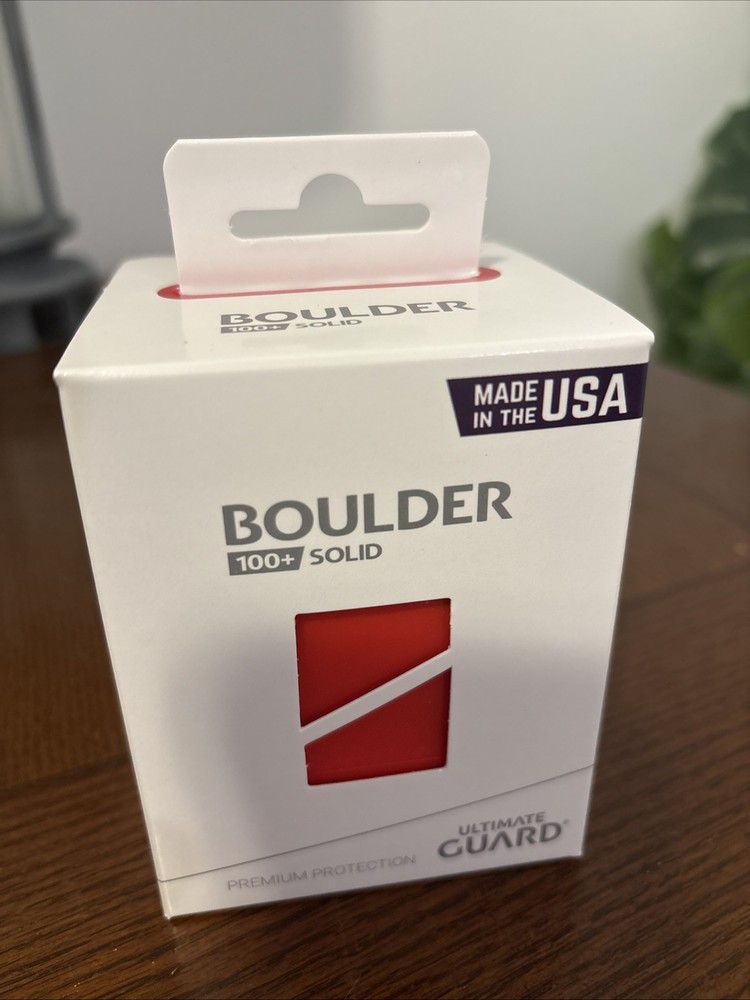 BOULDER
100+ SOLID
MADE
IN THE USA
BOULDER
100+ SOLID
ULTIMATE
GUARD®
PREMIUM PROTECTION